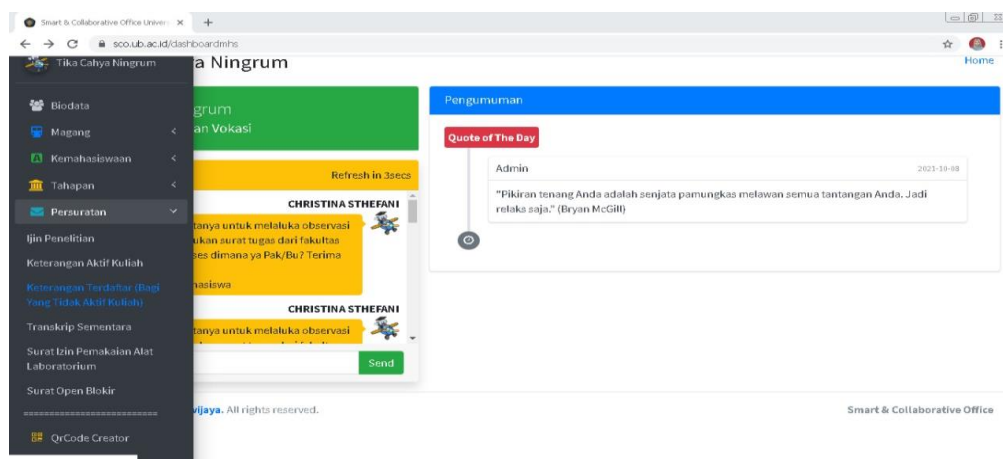 Smart & Collaborative Office Univers
sco.ub.ac.id/dashboardmhs
Tika Cahya Ningrum
a Ningrum
Home
Biodata
Magang
Kemahasiswaan
Tahapan
Persuratan
Ijin Penelitian
Keterangan Aktif Kuliah
Keterangan Terdaftar (Bagi
Yang Tidak Aktif Kuliah)
Transkrip Sementara
Surat Izin Pemakaian Alat
Laboratorium
Surat Open Blokir
==========================
QrCode Creator
grum
an Vokasi
Refresh in 3secs
CHRISTINA STHEFANI
tanya untuk melaluka observasi
ukan surat tugas dari fakultas
ses dimana ya Pak/Bu? Terima
hasiswa
CHRISTINA STHEFANI
tanya untuk melaluka observasi
Send
Pengumuman
Quote of The Day
Admin
2021-10-08
"Pikiran tenang Anda adalah senjata pamungkas melawan semua tantangan Anda. Jadi
relaks saja." (Bryan McGill)
vijaya. All rights reserved.
Smart & Collaborative Office